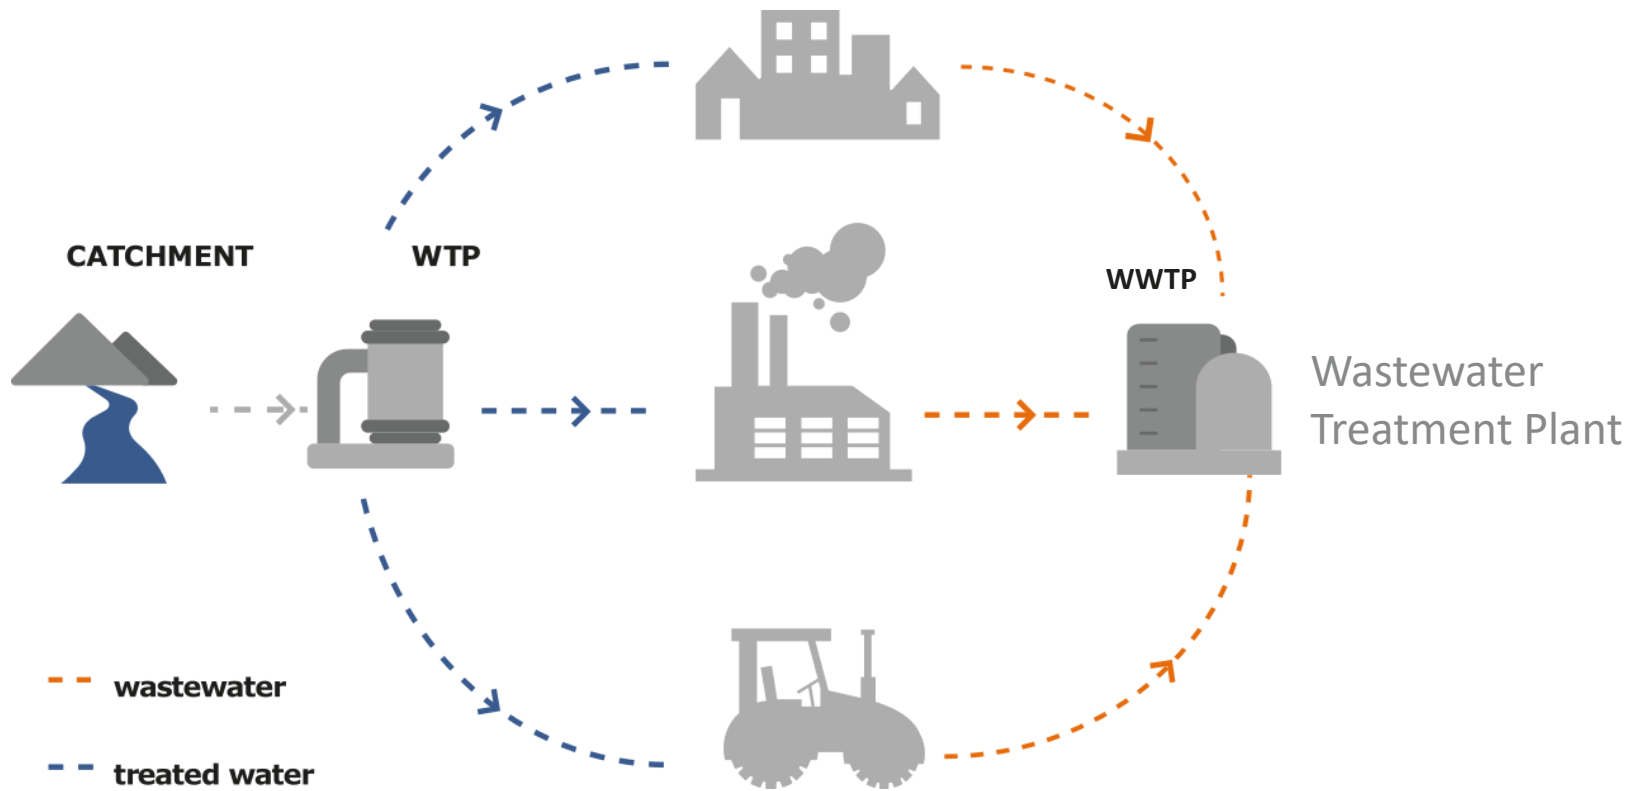 CATCHMENT
WTP
WWTP
Wastewater
Treatment Plant
wastewater
treated water